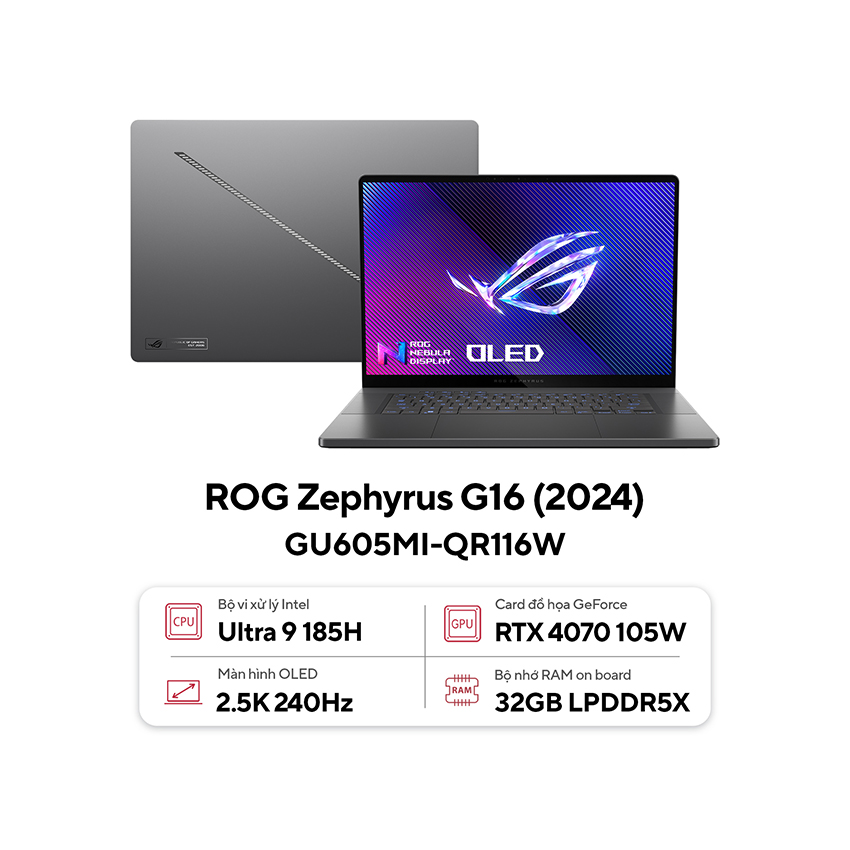 ROG
NEBULA
DISPLAY
OLED
ROG ZEPHYRUS
ROG Zephyrus G16 (2024)
GU605MI-QR116W
CPU
Bộ vi xử lý Intel
Ultra 9 185H
GPU
Card đồ họa GeForce
RTX 4070 105W
Màn hình OLED
2.5K 240Hz
RAM
Bộ nhớ RAM on board
32GB LPDDR5X